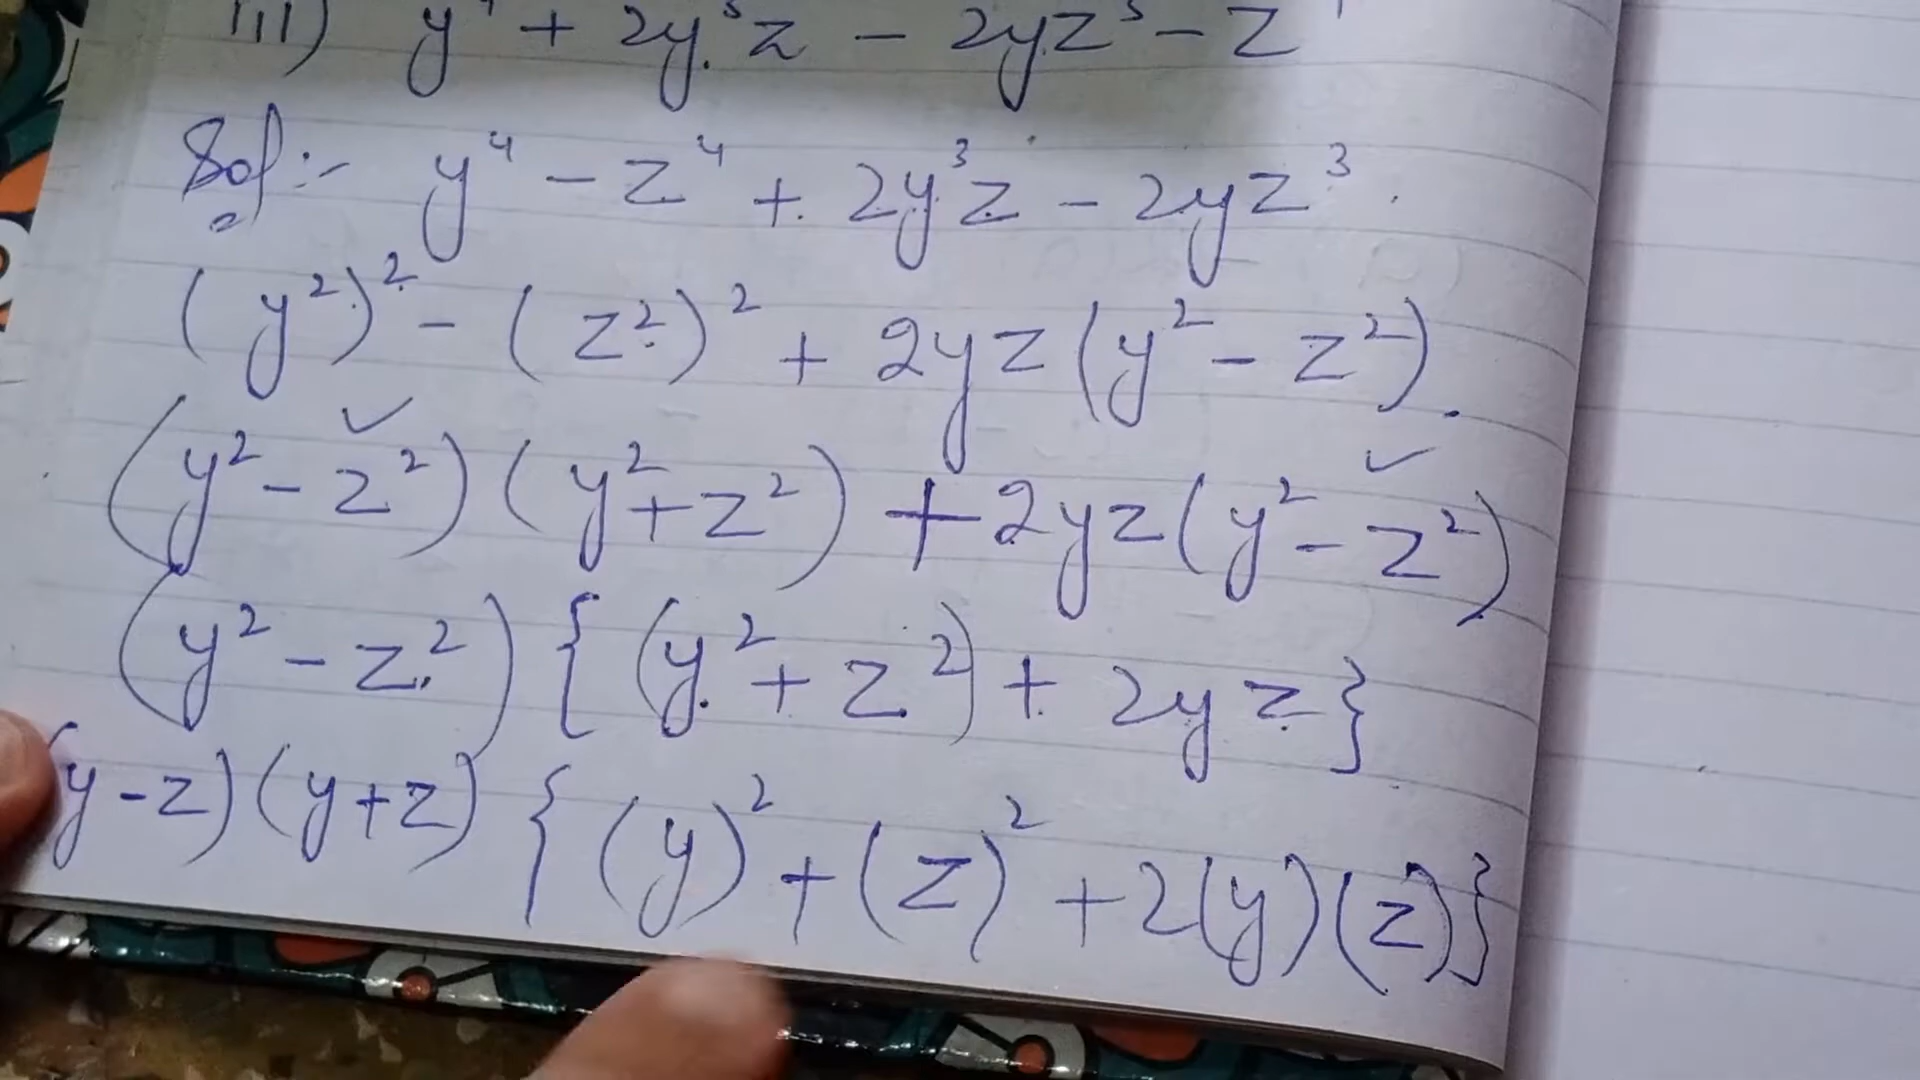 iii) y⁴ + 2y³z - 2yz³ - z⁴
Sol:- y⁴ - z⁴ + 2y³z - 2yz³.
(y²)² - (z²)² + 2yz(y² - z²).
(y² - z²)(y² + z²) + 2yz(y² - z²)
(y² - z²){(y² + z²) + 2yz}
(y - z)(y + z){(y)² + (z)² + 2(y)(z)}